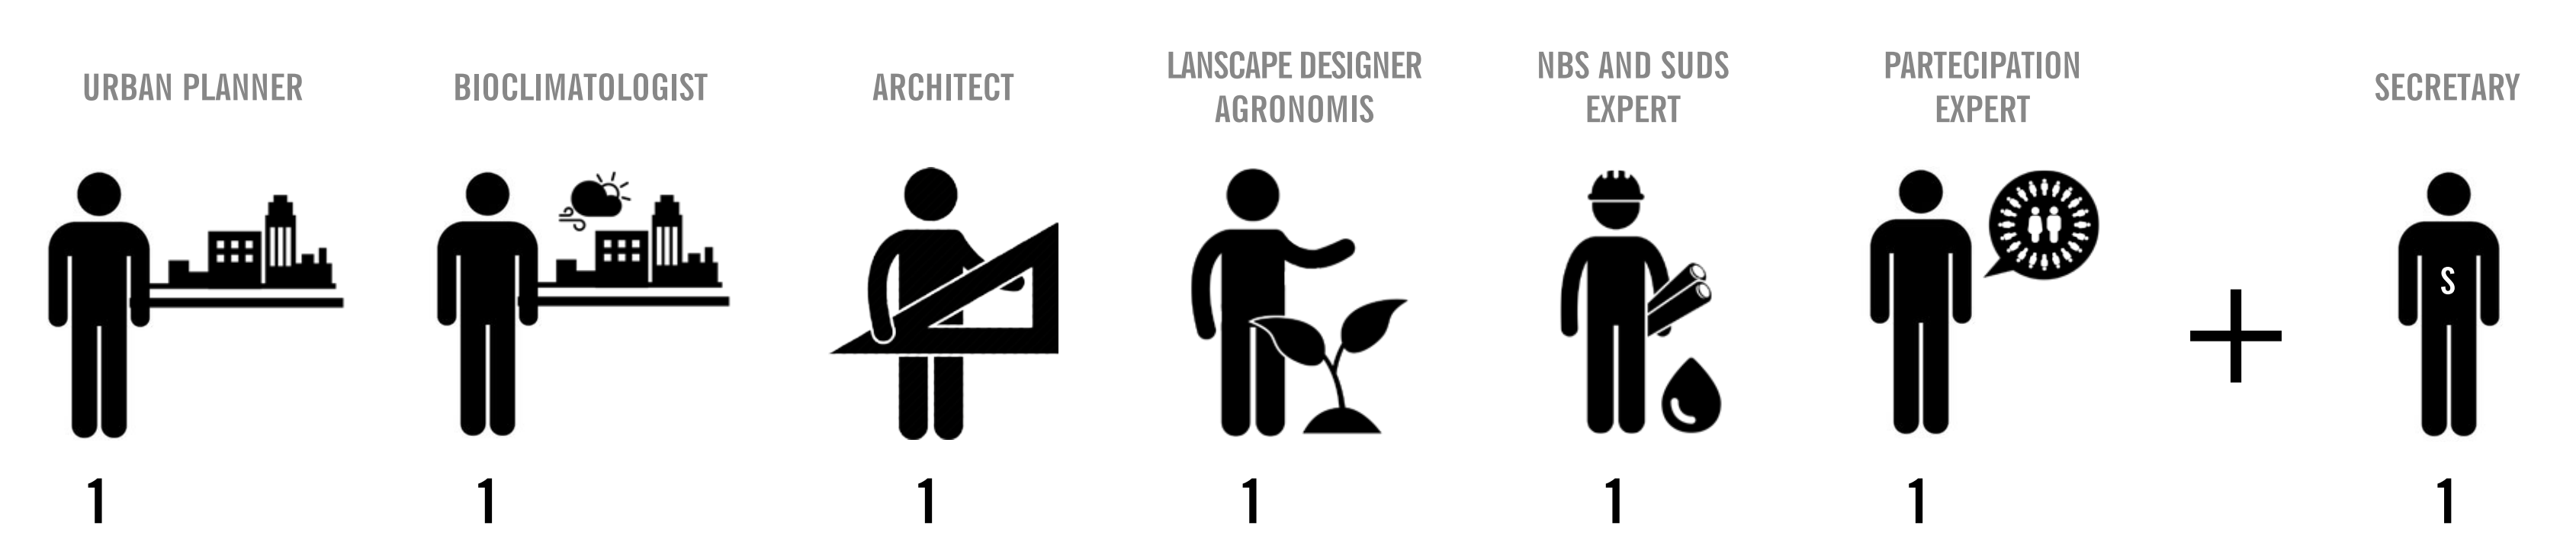 URBAN PLANNER
BIOCLIMATOLOGIST
ARCHITECT
LANSCAPE DESIGNER
AGRONOMIS
NBS AND SUDS
EXPERT
PARTECIPATION
EXPERT
SECRETARY
+
S
1
1
1
1
1
1
1